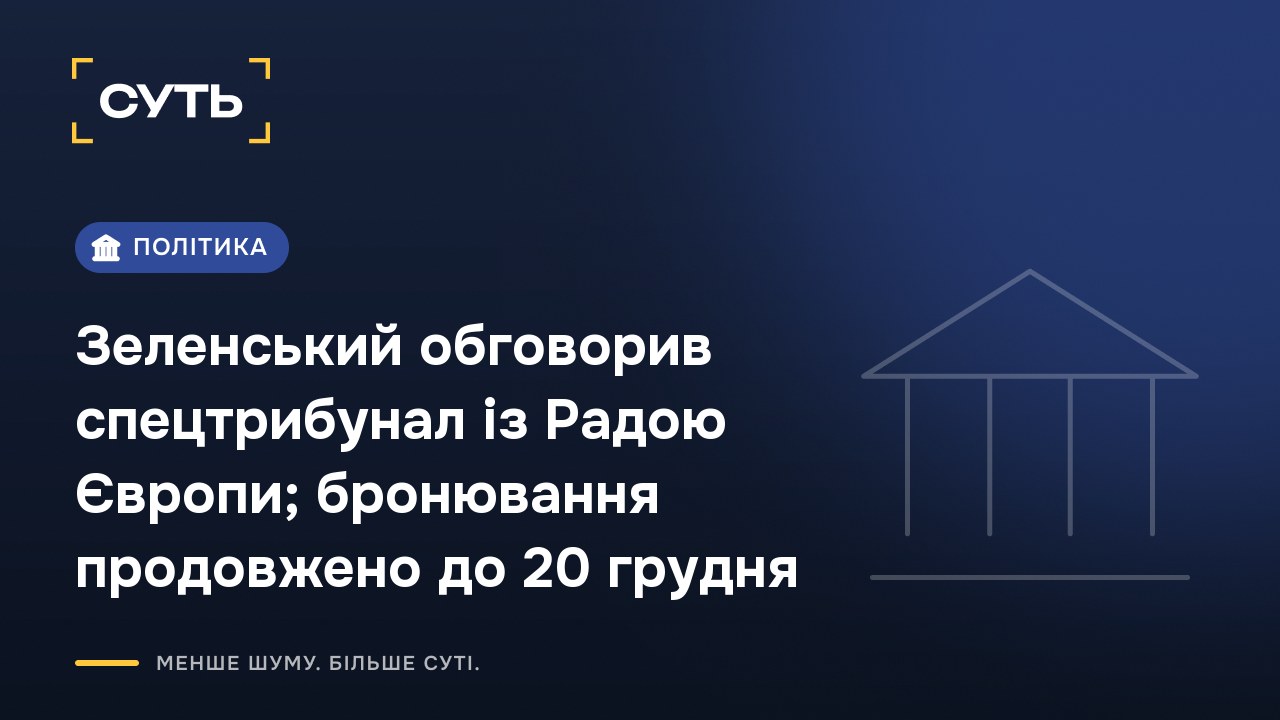 СУТЬ
ПОЛІТИКА
Зеленський обговорив
спецтрибунал із Радою
Європи; бронювання
продовжено до 20 грудня
МЕНШЕ ШУМУ. БІЛЬШЕ СУТІ.